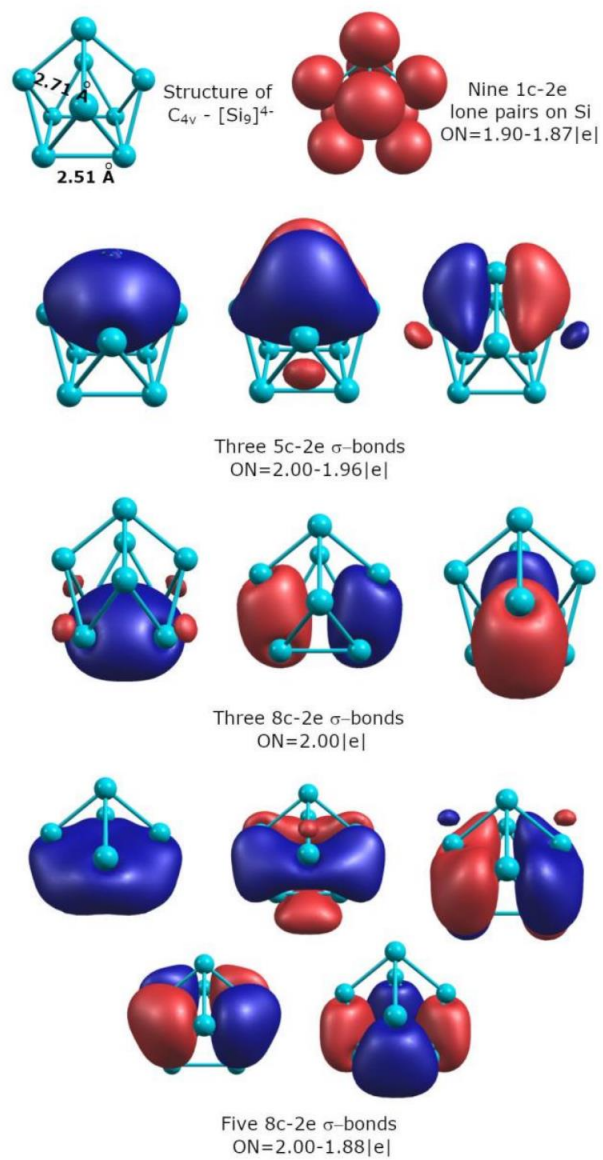 2.71 Å
2.51 Å
Structure of
C4v - [Si9]4-
Nine 1c-2e
lone pairs on Si
ON=1.90-1.87|e|
Three 5c-2e σ–bonds
ON=2.00-1.96|e|
Three 8c-2e σ–bonds
ON=2.00|e|
Five 8c-2e σ–bonds
ON=2.00-1.88|e|